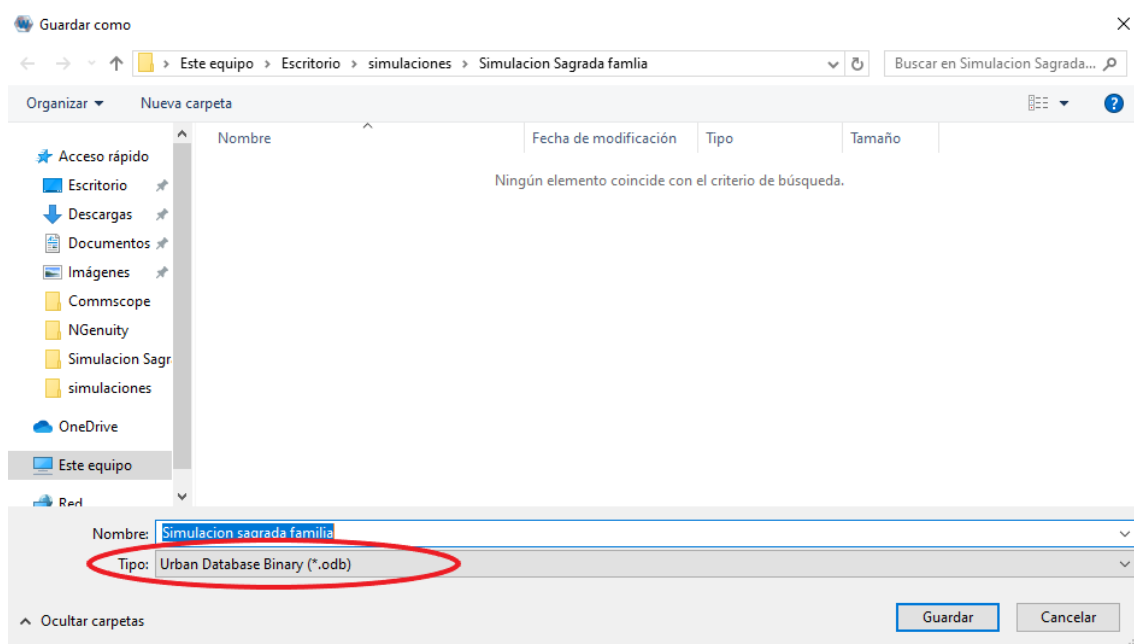 Guardar como
Este equipo > Escritorio > simulaciones > Simulacion Sagrada famlia
Buscar en Simulacion Sagrada...
Organizar
Nueva carpeta
Nombre
Fecha de modificación
Tipo
Tamaño
Ningún elemento coincide con el criterio de búsqueda.
Acceso rápido
Escritorio
Descargas
Documentos
Imágenes
Commscope
NGenuity
Simulacion Sagr
simulaciones
OneDrive
Este equipo
Red
Nombre: Simulacion sagrada familia
Tipo: Urban Database Binary (*.odb)
Ocultar carpetas
Guardar
Cancelar